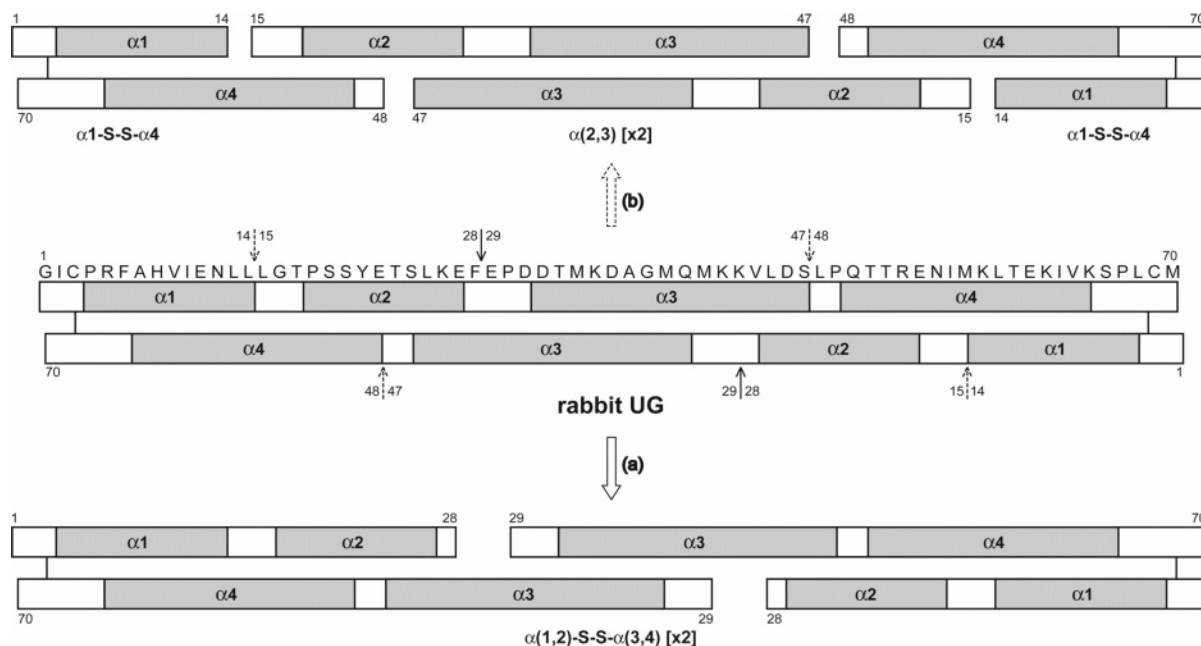 1 14 15 47 48 70
α1 α2 α3 α4
α4 α3 α2 α1
70 48 47 15 14
α1-S-S-α4 α(2,3) [x2] α1-S-S-α4
(b)
14 15 28 29 47 48
1 70
G I C P R F A H V I E N L L L G T P S S Y E T S L K E F E P D D T M K D A G M Q M K K V L D S L P Q T T R E N I M K L T E K I V K S P L C M
α1 α2 α3 α4
α4 α3 α2 α1
70 1
48 47 29 28 15 14
rabbit UG
(a)
1 28 29 70
α1 α2 α3 α4
α4 α3 α2 α1
70 29 28
α(1,2)-S-S-α(3,4) [x2]